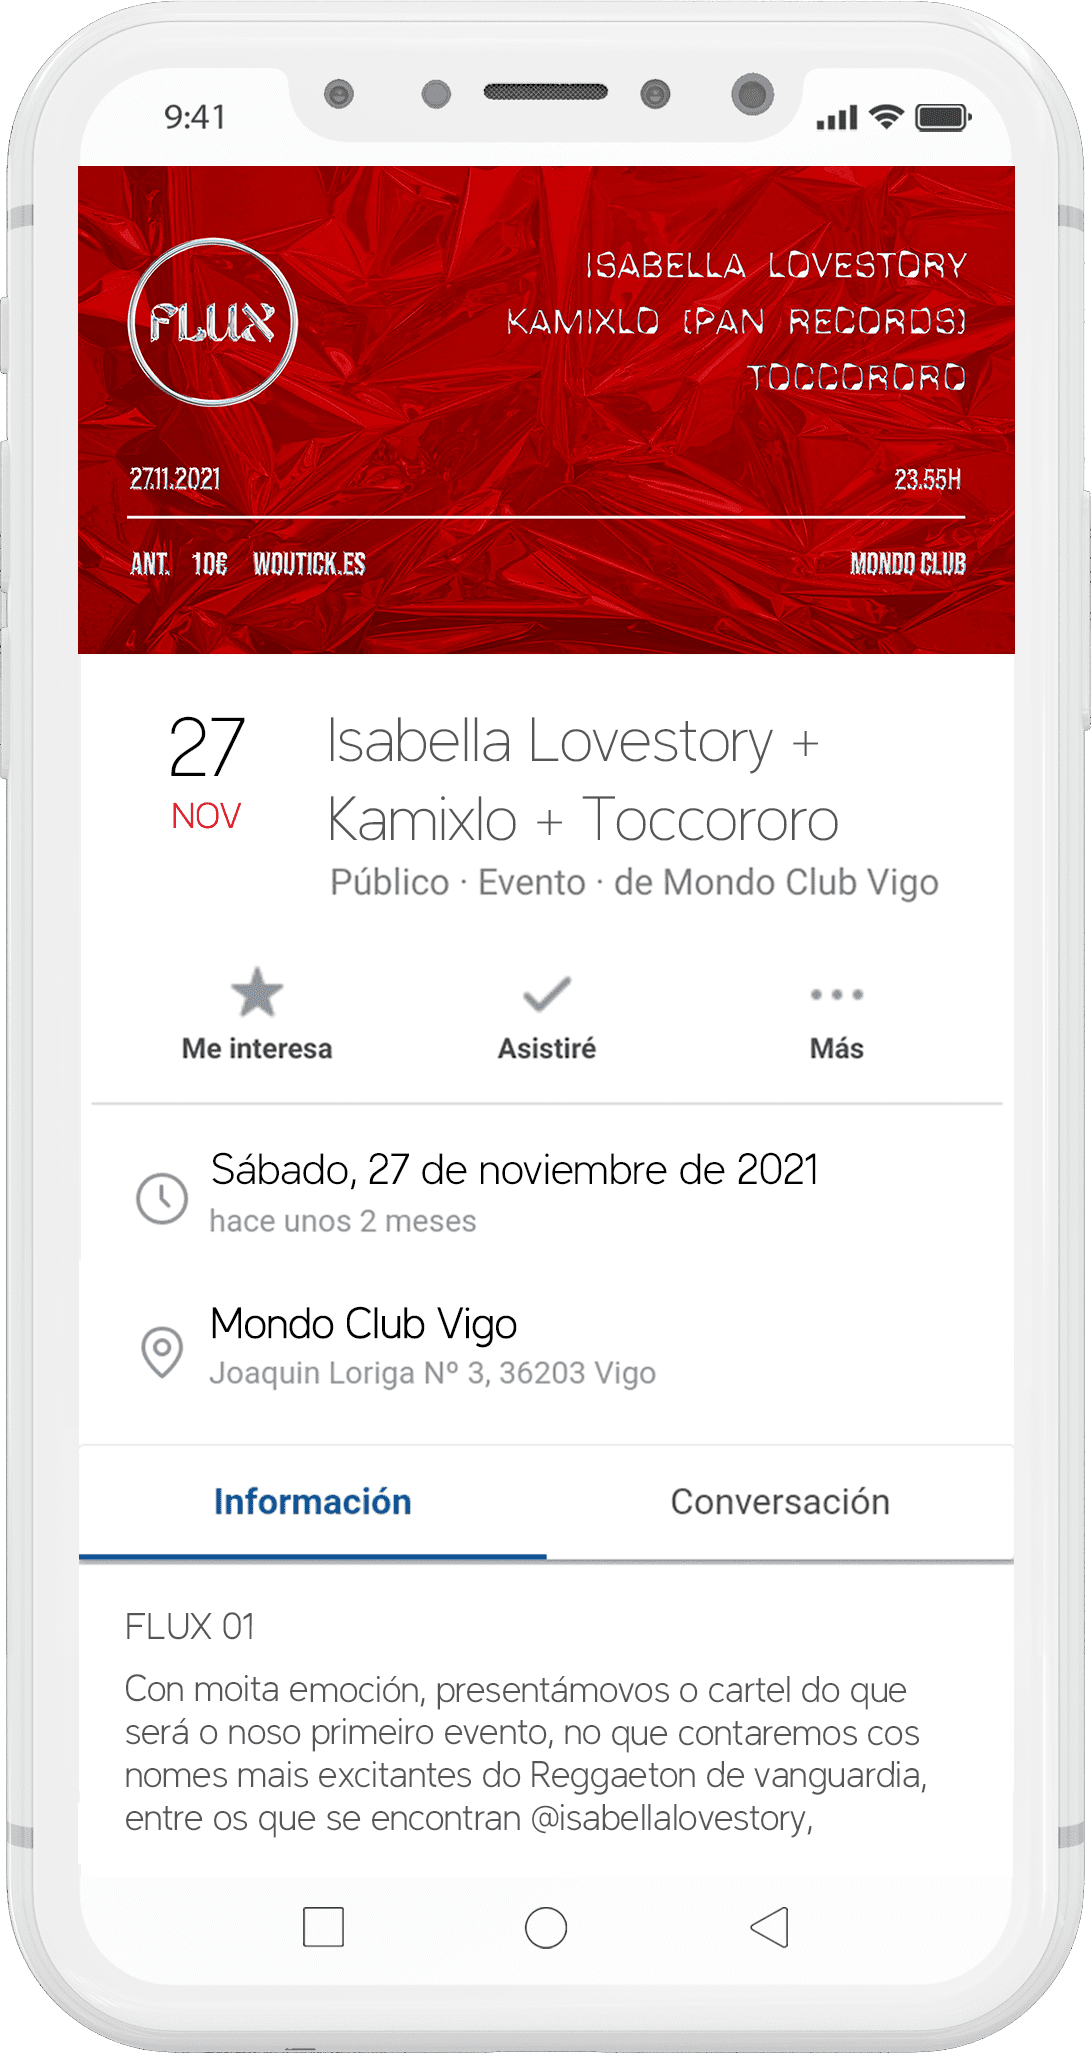 9:41
FLUX
ISABELLA LOVESTORY
KAMIXLO (PAN RECORDS)
TOCCORORO
27.11.2021
23.55H
ANT. 10€ WOUTICK.ES
MONDO CLUB
27
NOV
Isabella Lovestory +
Kamixlo + Toccororo
Público · Evento · de Mondo Club Vigo
Me interesa
Asistiré
Más
Sábado, 27 de noviembre de 2021
hace unos 2 meses
Mondo Club Vigo
Joaquin Loriga Nº 3, 36203 Vigo
Información
Conversación
FLUX 01
Con moita emoción, presentámovos o cartel do que
será o noso primeiro evento, no que contaremos cos
nomes mais excitantes do Reggaeton de vanguardia,
entre os que se encontran @isabellalovestory,